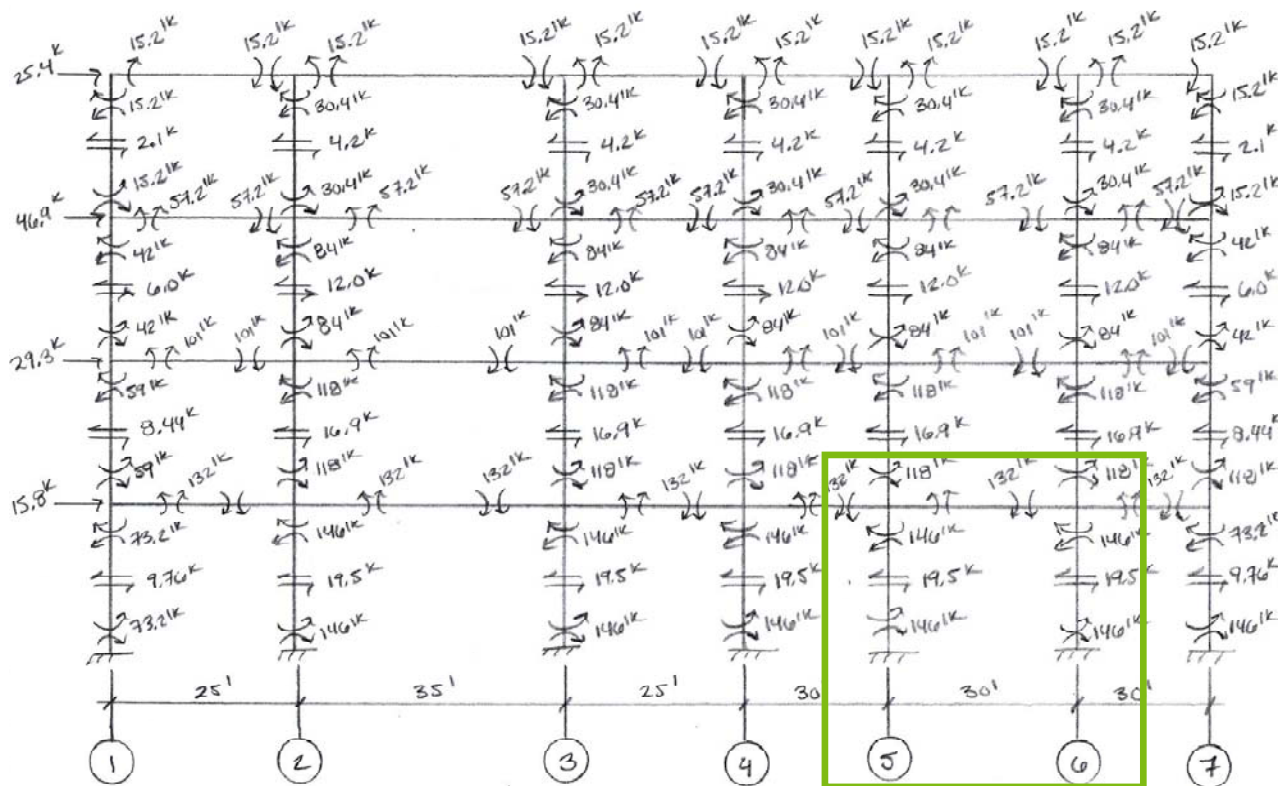 15.2'k 15.2'k 15.2'k 15.2'k 15.2'k 15.2'k 15.2'k 15.2'k 15.2'k 15.2'k 15.2'k 15.2'k
25.4k
15.2'k 30.4'k 30.4'k 30.4'k 30.4'k 30.4'k 15.2'k
2.1k 4.2k 4.2k 4.2k 4.2k 4.2k 2.1k
15.2'k 30.4'k 30.4'k 30.4'k 30.4'k 30.4'k 15.2'k
46.9k 57.2'k 57.2'k 57.2'k 57.2'k 57.2'k 57.2'k 57.2'k 57.2'k 57.2'k
42'k 84'k 84'k 84'k 84'k 84'k 42'k
6.0k 12.0k 12.0k 12.0k 12.0k 12.0k 6.0k
42'k 84'k 84'k 84'k 84'k 84'k 42'k
29.3k 101'k 101'k 101'k 101'k 101'k 101'k 101'k 101'k 101'k 101'k
59'k 118'k 118'k 118'k 118'k 118'k 59'k
8.44k 16.9k 16.9k 16.9k 16.9k 16.9k 8.44k
59'k 118'k 118'k 118'k 118'k 118'k 118'k
15.8k 132'k 132'k 132'k 132'k 132'k 132'k 132'k
73.2'k 146'k 146'k 146'k 146'k 146'k 73.2'k
9.76k 19.5k 19.5k 19.5k 19.5k 19.5k 9.76k
73.2'k 146'k 146'k 146'k 146'k 146'k 146'k
25' 35' 25' 30' 30' 30'
1 2 3 4 5 6 7